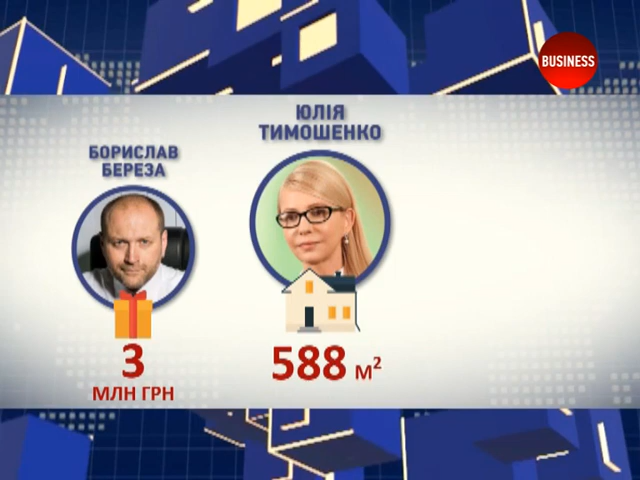 BUSINESS
БОРИСЛАВ
БЕРЕЗА
3
МЛН ГРН
ЮЛІЯ
ТИМОШЕНКО
588 м²